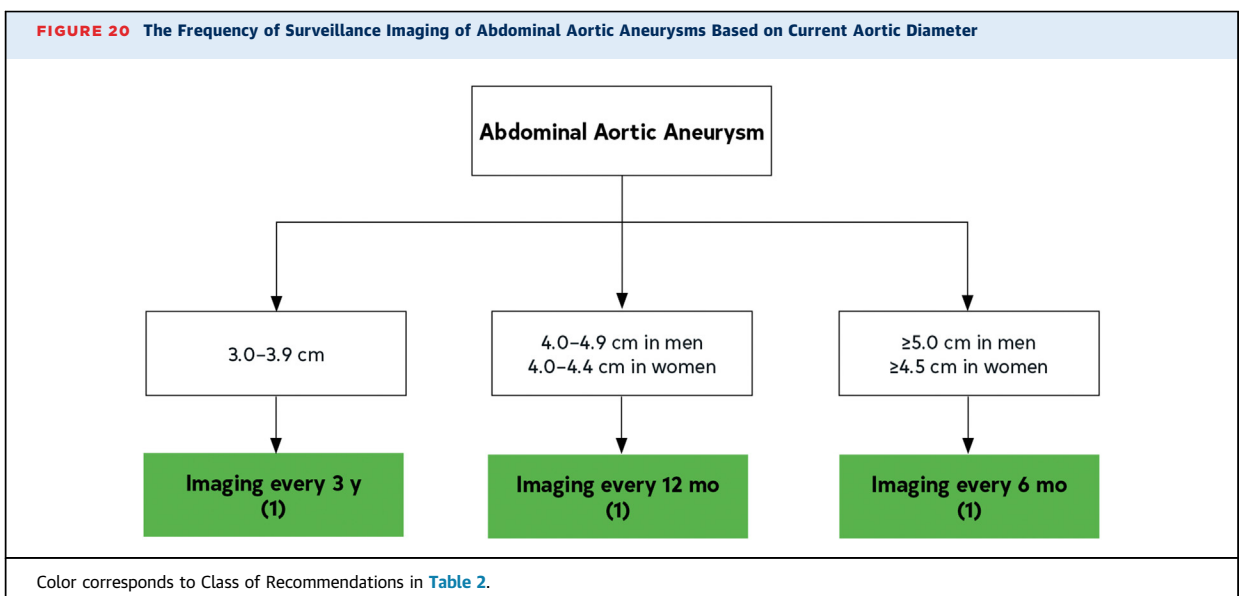 FIGURE 20 The Frequency of Surveillance Imaging of Abdominal Aortic Aneurysms Based on Current Aortic Diameter
Abdominal Aortic Aneurysm
3.0–3.9 cm
4.0–4.9 cm in men
4.0–4.4 cm in women
≥5.0 cm in men
≥4.5 cm in women
Imaging every 3 y
(1)
Imaging every 12 mo
(1)
Imaging every 6 mo
(1)
Color corresponds to Class of Recommendations in Table 2.